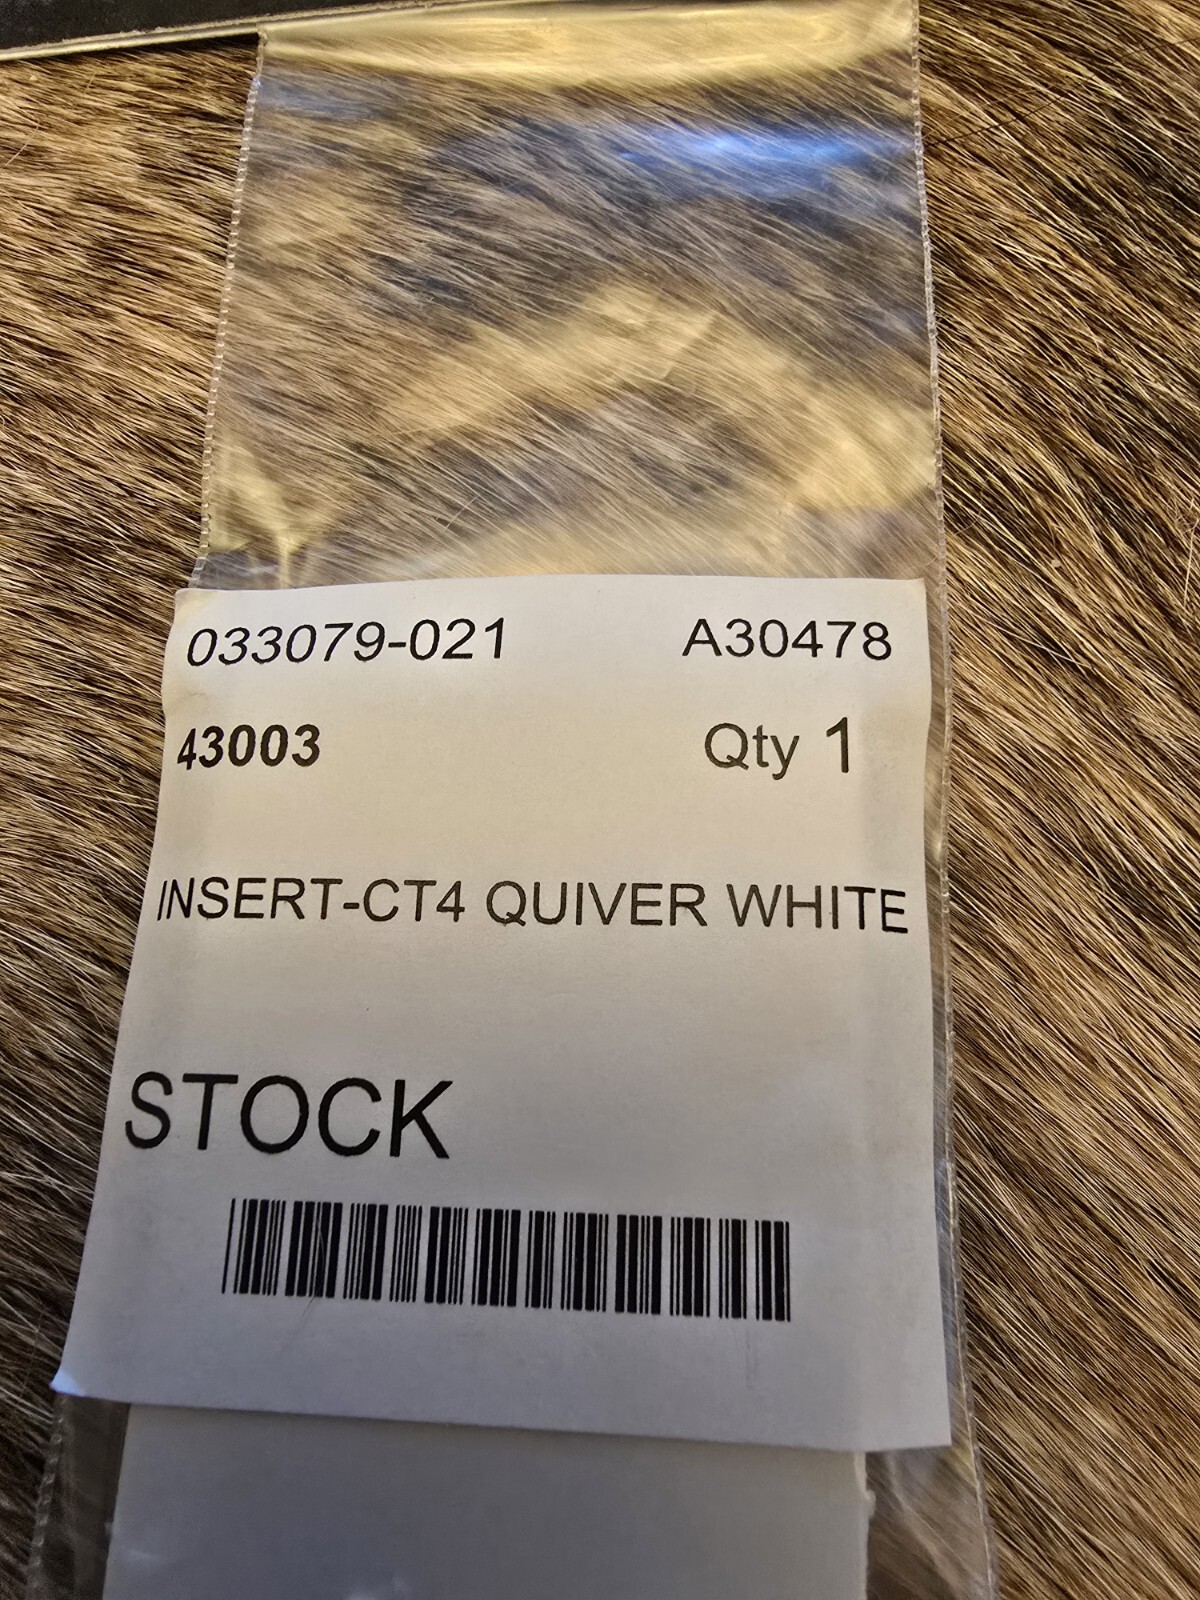 033079-021 A30478
43003 Qty 1
INSERT-CT4 QUIVER WHITE
STOCK